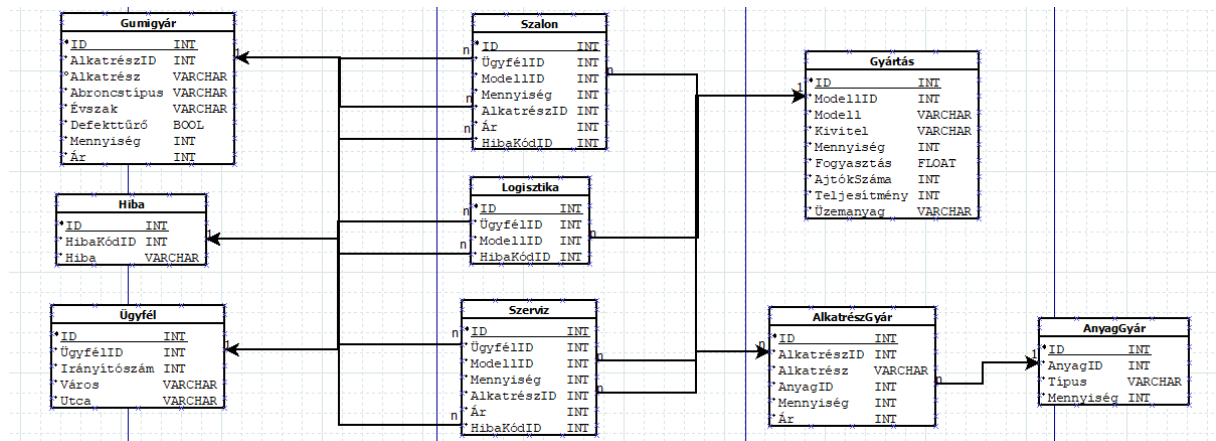 Gumigyár
ID INT
AlkatrészID INT
Alkatrész VARCHAR
Abroncstípus VARCHAR
Évszak VARCHAR
Defekttűrő BOOL
Mennyiség INT
Ár INT
1
Hiba
ID INT
HibaKódID INT
Hiba VARCHAR
1
Ügyfél
ID INT
ÜgyfélID INT
Irányítószám INT
Város VARCHAR
Utca VARCHAR
1
Szalon
ID INT
ÜgyfélID INT
ModellID INT
Mennyiség INT
AlkatrészID INT
Ár INT
HibaKódID INT
n
n
n
n
Logisztika
ID INT
ÜgyfélID INT
ModellID INT
HibaKódID INT
n
n
n
Szerviz
ID INT
ÜgyfélID INT
ModellID INT
Mennyiség INT
AlkatrészID INT
Ár INT
HibaKódID INT
n
n
n
n
Gyártás
ID INT
ModellID INT
Modell VARCHAR
Kivitel VARCHAR
Mennyiség INT
Fogyasztás FLOAT
AjtókSzáma INT
Teljesítmény INT
Üzemanyag VARCHAR
1
AlkatrészGyár
ID INT
AlkatrészID INT
Alkatrész VARCHAR
AnyagID INT
Mennyiség INT
Ár INT
n
n
AnyagGyár
ID INT
AnyagID INT
Típus VARCHAR
Mennyiség INT
1